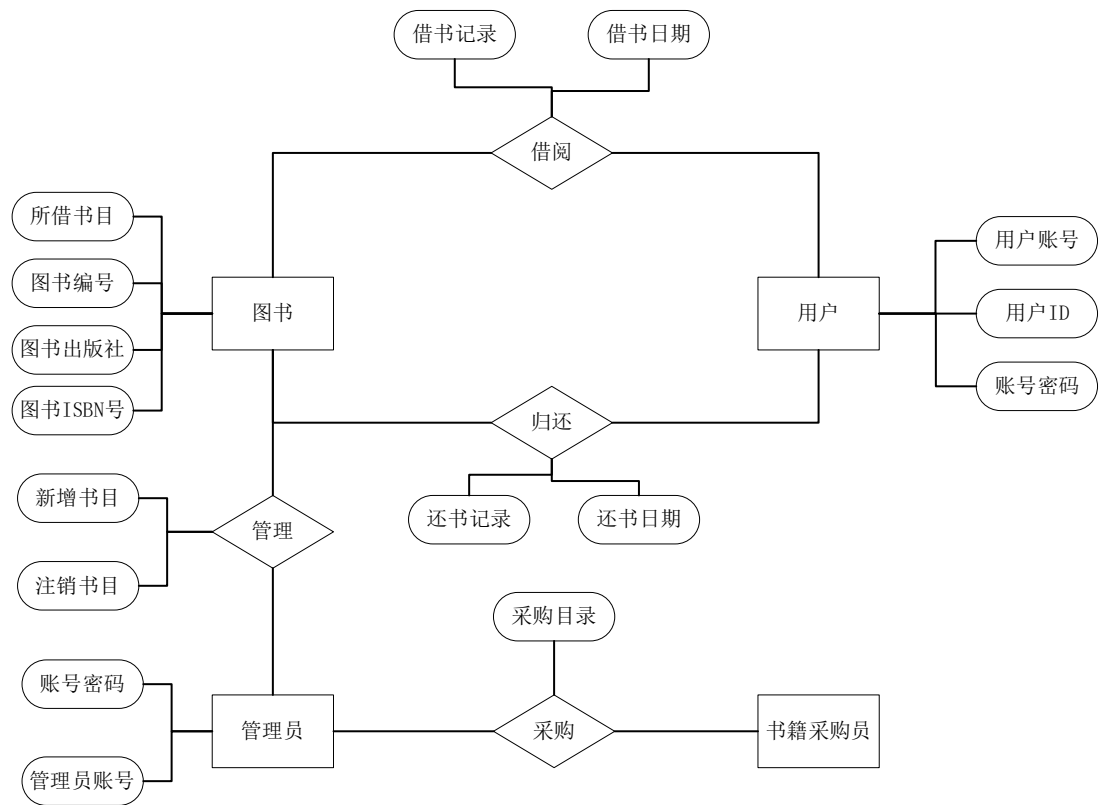 借书记录
借书日期
借阅
所借书目
用户账号
图书编号
图书
用户
用户ID
图书出版社
账号密码
图书ISBN号
归还
新增书目
还书记录
还书日期
管理
注销书目
采购目录
账号密码
管理员
采购
书籍采购员
管理员账号